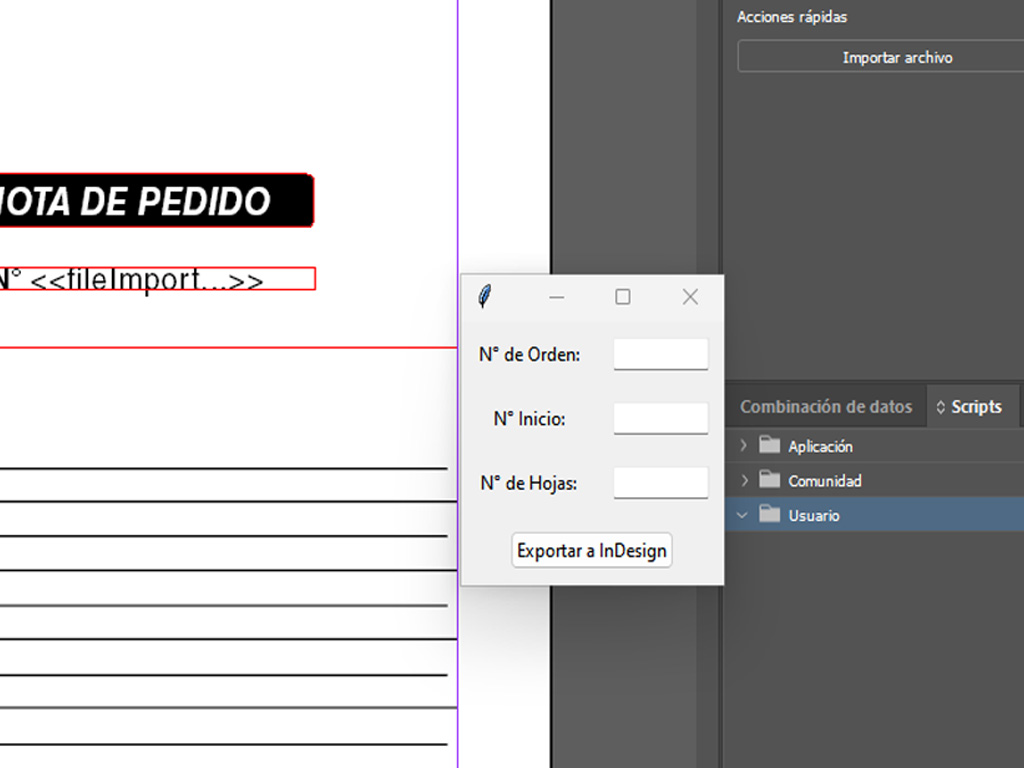 Acciones rápidas
Importar archivo
NOTA DE PEDIDO
N° <<fileImport...>>
N° de Orden:
N° Inicio:
N° de Hojas:
Exportar a InDesign
Combinación de datos
Scripts
Aplicación
Comunidad
Usuario